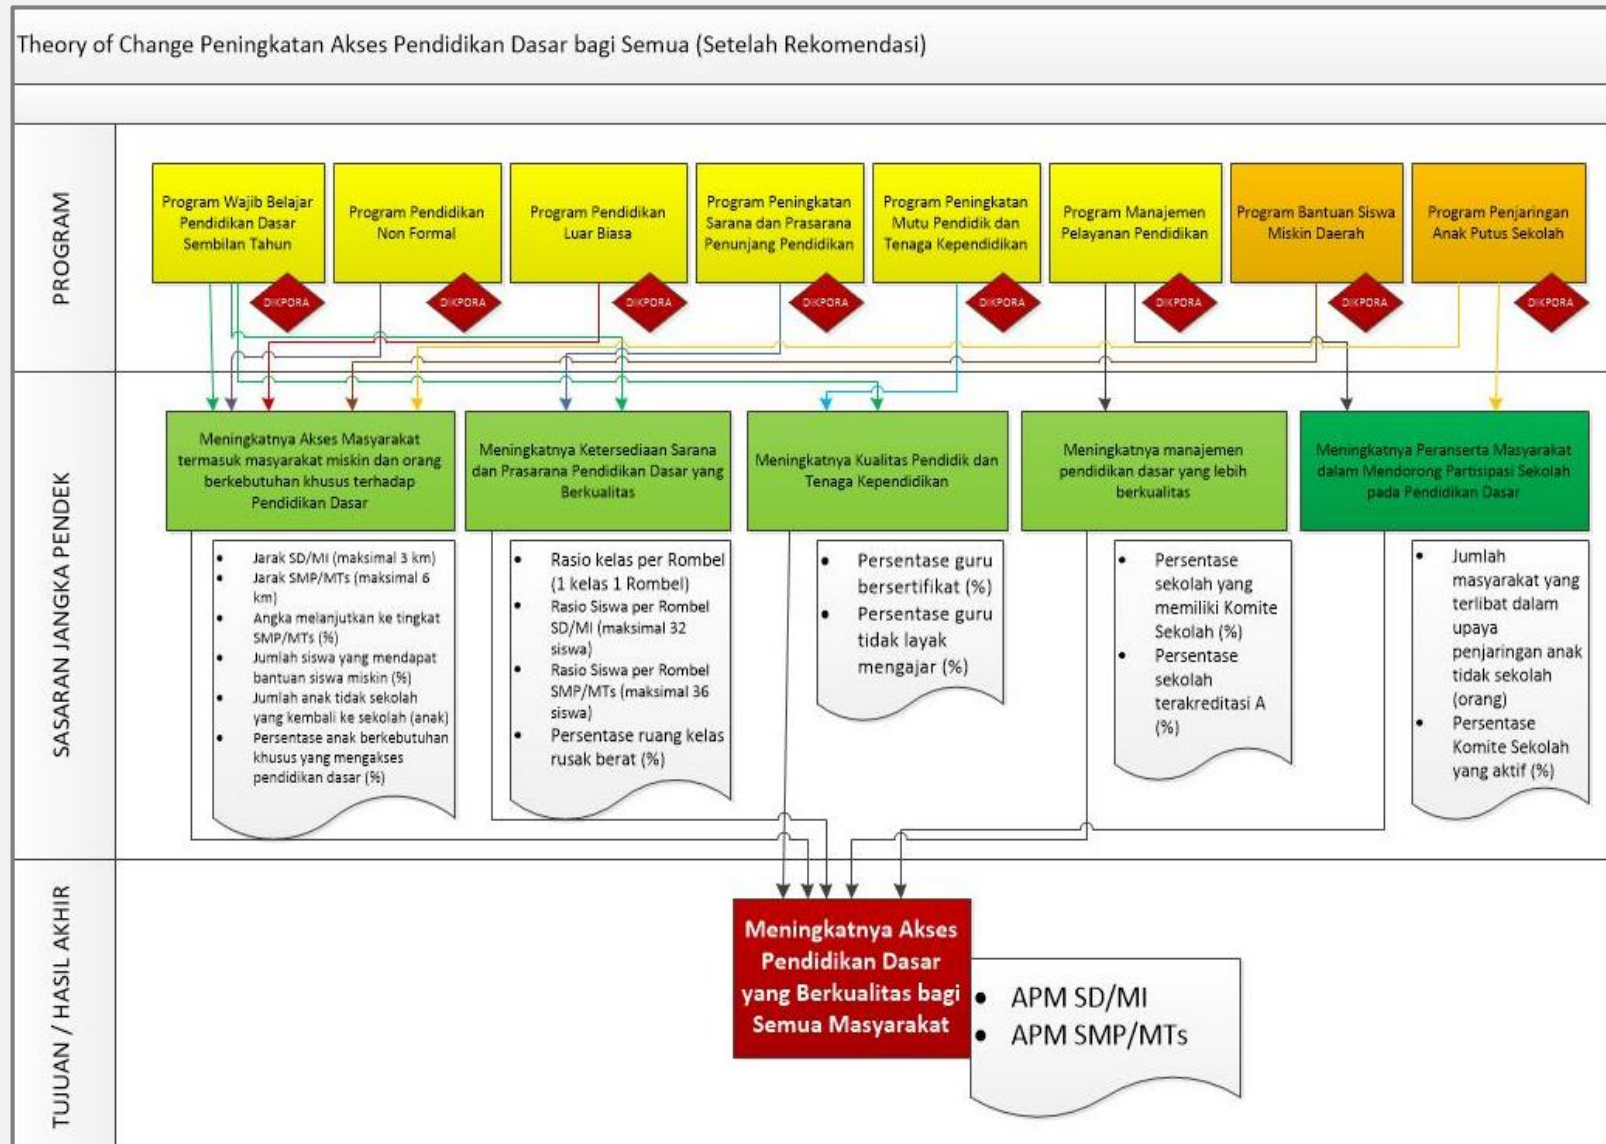 Theory of Change Peningkatan Akses Pendidikan Dasar bagi Semua (Setelah Rekomendasi)
PROGRAM
Program Wajib Belajar
Pendidikan Dasar
Sembilan Tahun
DIKPORA
Program Pendidikan
Non Formal
DIKPORA
Program Pendidikan
Luar Biasa
DIKPORA
Program Peningkatan
Sarana dan Prasarana
Penunjang Pendidikan
DIKPORA
Program Peningkatan
Mutu Pendidik dan
Tenaga Kependidikan
DIKPORA
Program Manajemen
Pelayanan Pendidikan
DIKPORA
Program Bantuan Siswa
Miskin Daerah
DIKPORA
Program Penjaringan
Anak Putus Sekolah
DIKPORA
SASARAN JANGKA PENDEK
Meningkatnya Akses Masyarakat
termasuk masyarakat miskin dan orang
berkebutuhan khusus terhadap
Pendidikan Dasar
• Jarak SD/MI (maksimal 3 km)
• Jarak SMP/MTs (maksimal 6
km)
• Angka melanjutkan ke tingkat
SMP/MTs (%)
• Jumlah siswa yang mendapat
bantuan siswa miskin (%)
• Jumlah anak tidak sekolah
yang kembali ke sekolah (anak)
• Persentase anak berkebutuhan
khusus yang mengakses
pendidikan dasar (%)
Meningkatnya Ketersediaan Sarana
dan Prasarana Pendidikan Dasar yang
Berkualitas
• Rasio kelas per Rombel
(1 kelas 1 Rombel)
• Rasio Siswa per Rombel
SD/MI (maksimal 32
siswa)
• Rasio Siswa per Rombel
SMP/MTs (maksimal 36
siswa)
• Persentase ruang kelas
rusak berat (%)
Meningkatnya Kualitas Pendidik dan
Tenaga Kependidikan
• Persentase guru
bersertifikat (%)
• Persentase guru
tidak layak
mengajar (%)
Meningkatnya manajemen
pendidikan dasar yang lebih
berkualitas
• Persentase
sekolah yang
memiliki Komite
Sekolah (%)
• Persentase
sekolah
terakreditasi A
(%)
Meningkatnya Peranserta Masyarakat
dalam Mendorong Partisipasi Sekolah
pada Pendidikan Dasar
• Jumlah
masyarakat yang
terlibat dalam
upaya
penjaringan anak
tidak sekolah
(orang)
• Persentase
Komite Sekolah
yang aktif (%)
TUJUAN / HASIL AKHIR
Meningkatnya Akses
Pendidikan Dasar
yang Berkualitas bagi
Semua Masyarakat
• APM SD/MI
• APM SMP/MTs